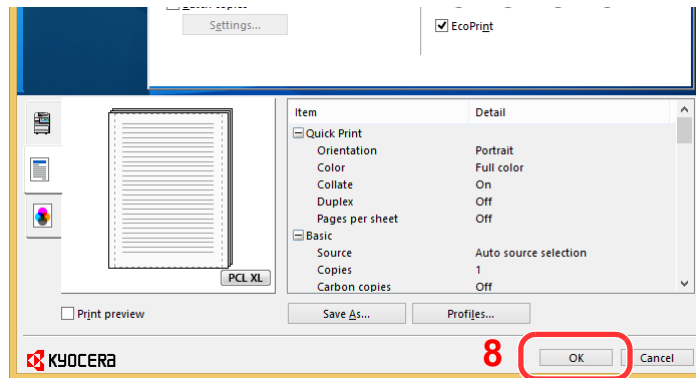 Settings...
EcoPrint
Item Detail
Quick Print
Orientation Portrait
Color Full color
Collate On
Duplex Off
Pages per sheet Off
Basic
Source Auto source selection
Copies 1
Carbon copies Off
PCL XL
Print preview Save As... Profiles...
KYOCERA 8 OK Cancel